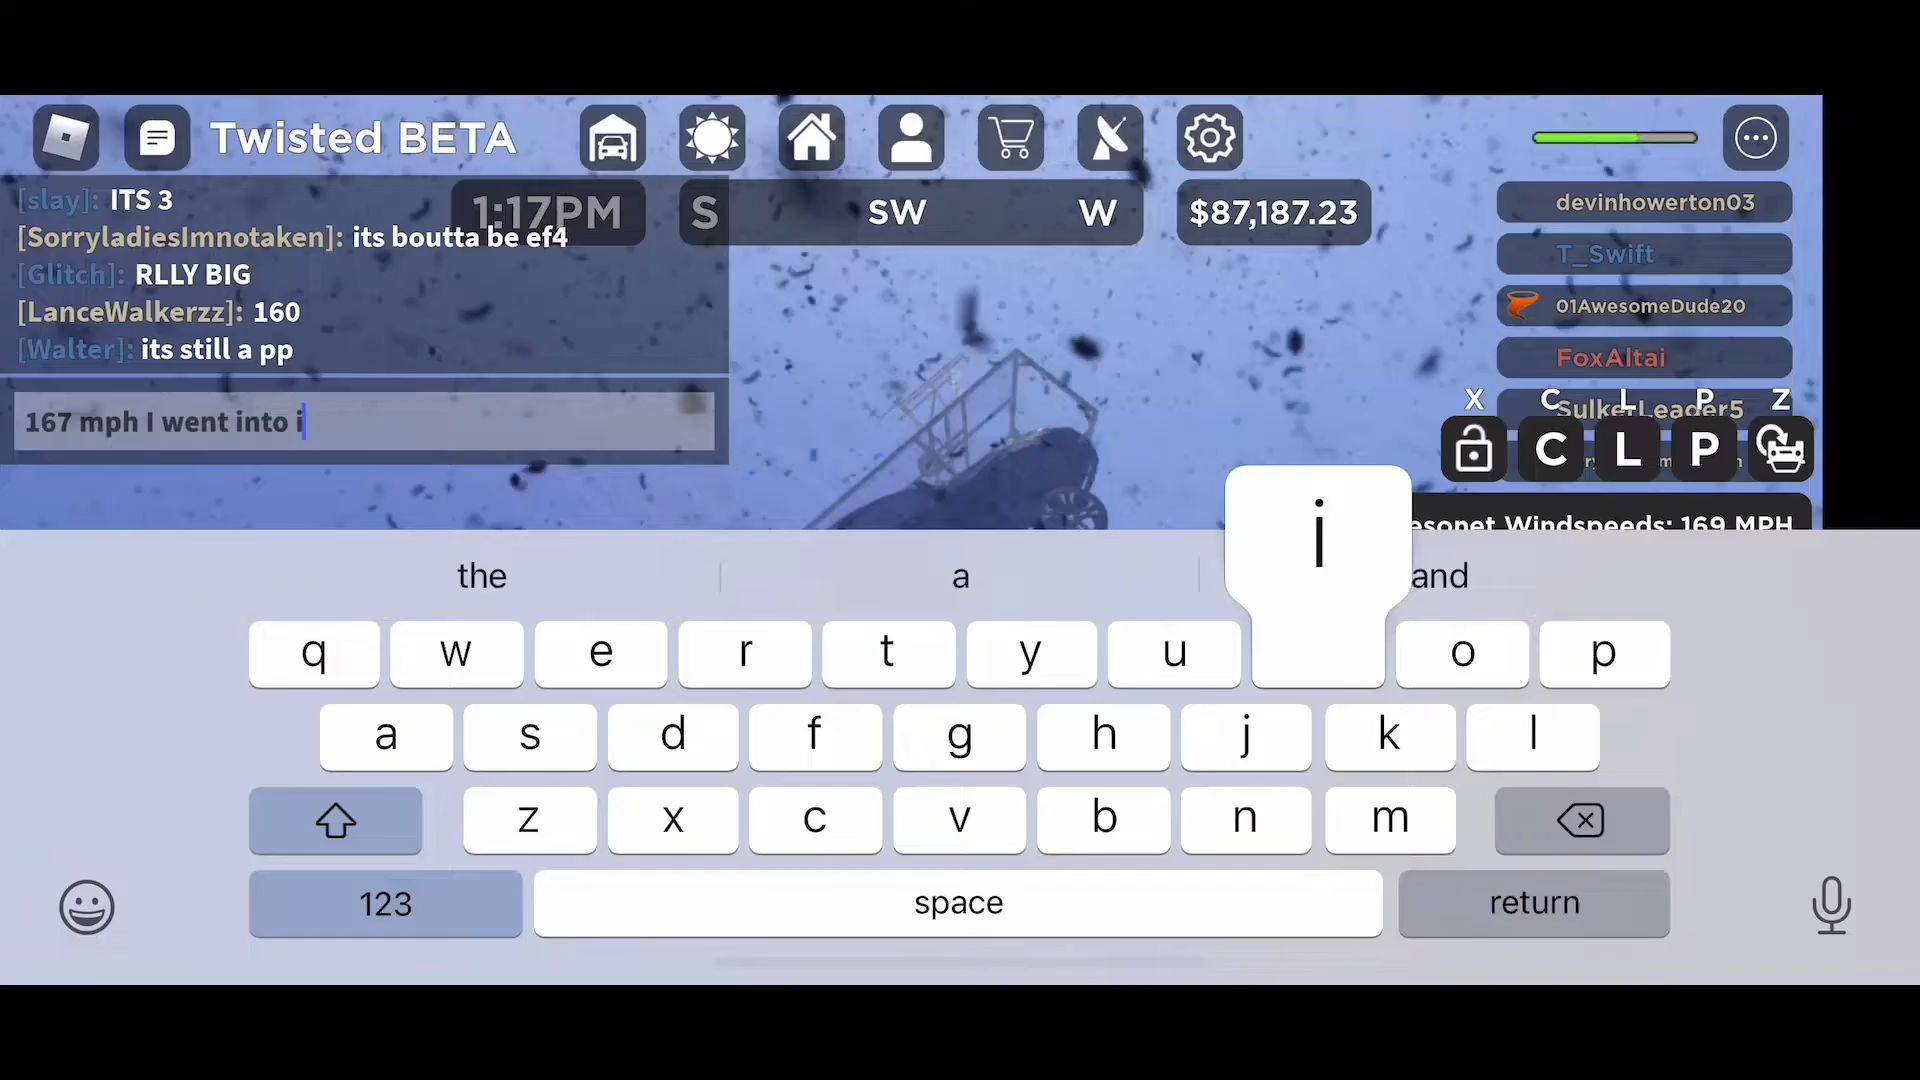 Twisted BETA
[slay]: ITS 3
[SorryladiesImnotaken]: its boutta be ef4
[Glitch]: RLLY BIG
[LanceWalkerzz]: 160
[Walter]: its still a pp
167 mph I went into i
1:17PM
S SW W
$87,187.23
devinhowerton03
T_Swift
01AwesomeDude20
FoxAltai
SulkerLeader5
X C L P Z
C L P
Windspeeds: 169 MPH
i
the a and
q w e r t y u o p
a s d f g h j k l
z x c v b n m
123 space return